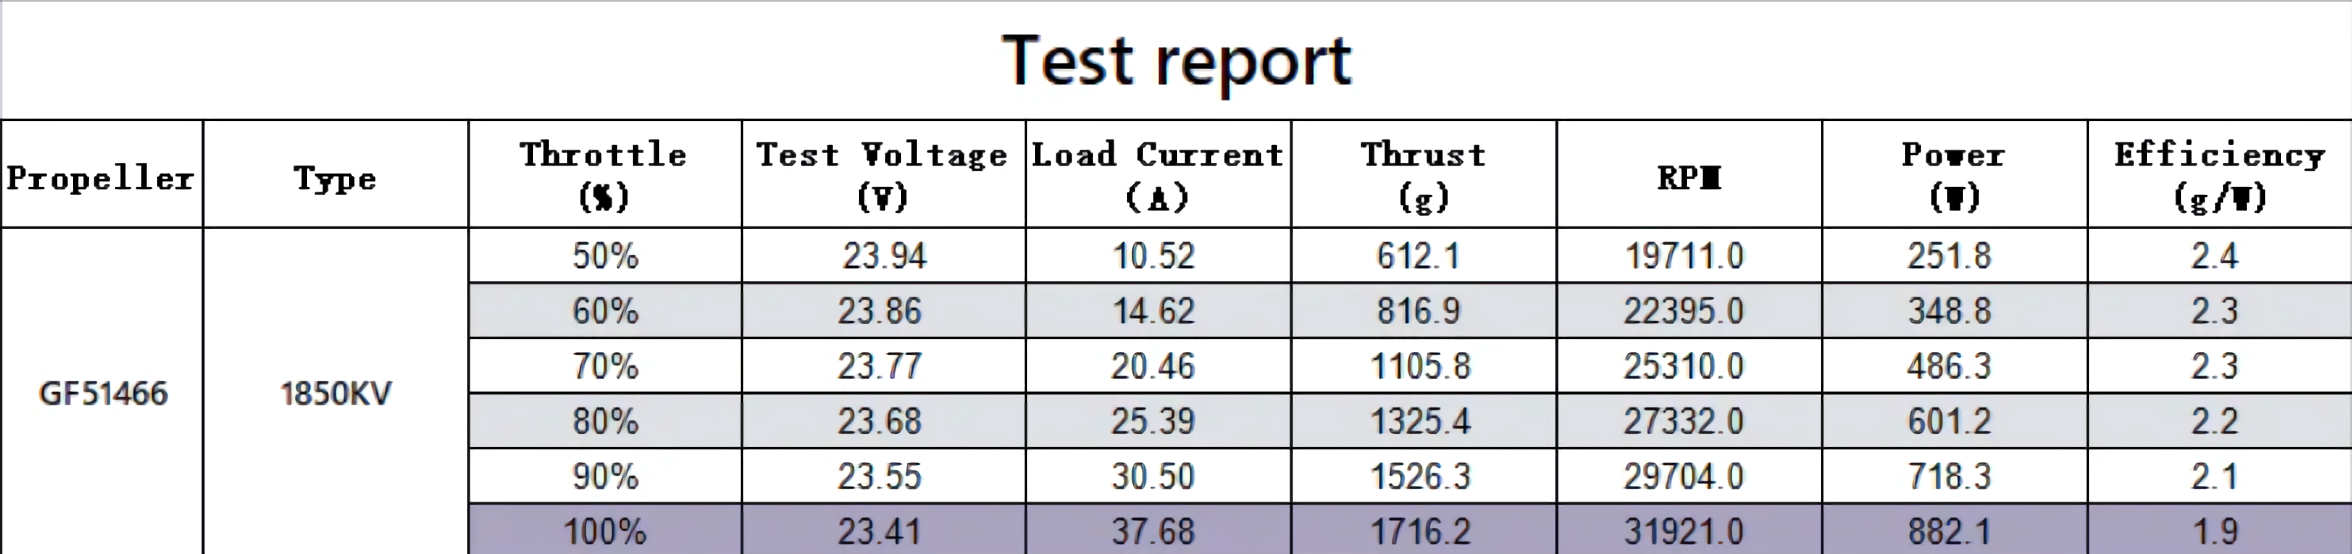 Test report
Propeller Type Throttle (%) Test Voltage (V) Load Current (A) Thrust (g) RPM Power (W) Efficiency (g/W)
GF51466 1850KV
50% 23.94 10.52 612.1 19711.0 251.8 2.4
60% 23.86 14.62 816.9 22395.0 348.8 2.3
70% 23.77 20.46 1105.8 25310.0 486.3 2.3
80% 23.68 25.39 1325.4 27332.0 601.2 2.2
90% 23.55 30.50 1526.3 29704.0 718.3 2.1
100% 23.41 37.68 1716.2 31921.0 882.1 1.9